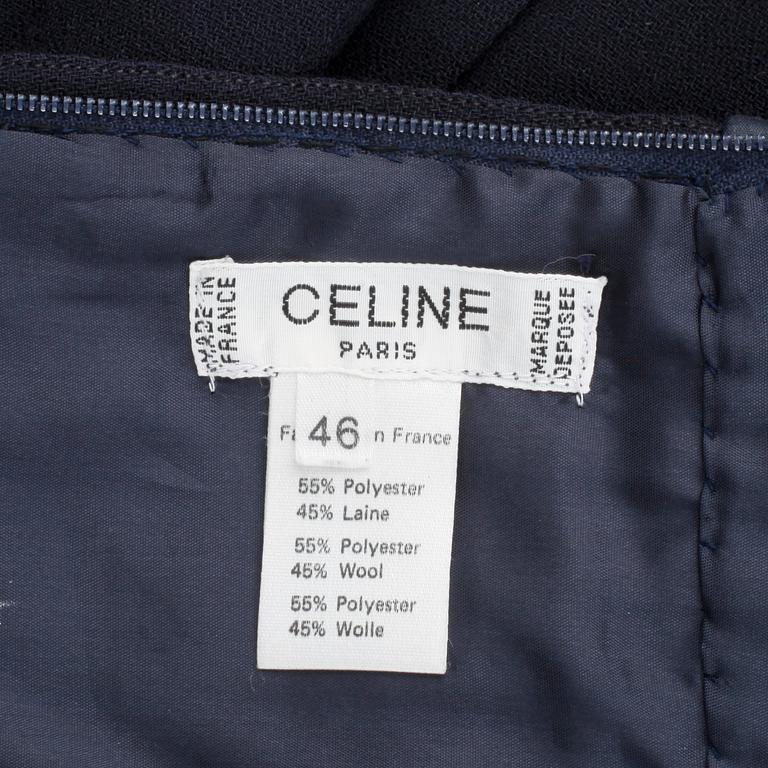 MADE IN
FRANCE
CELINE
PARIS
MARQUE
DEPOSEE
46
n France
55% Polyester
45% Laine
55% Polyester
45% Wool
55% Polyester
45% Wolle